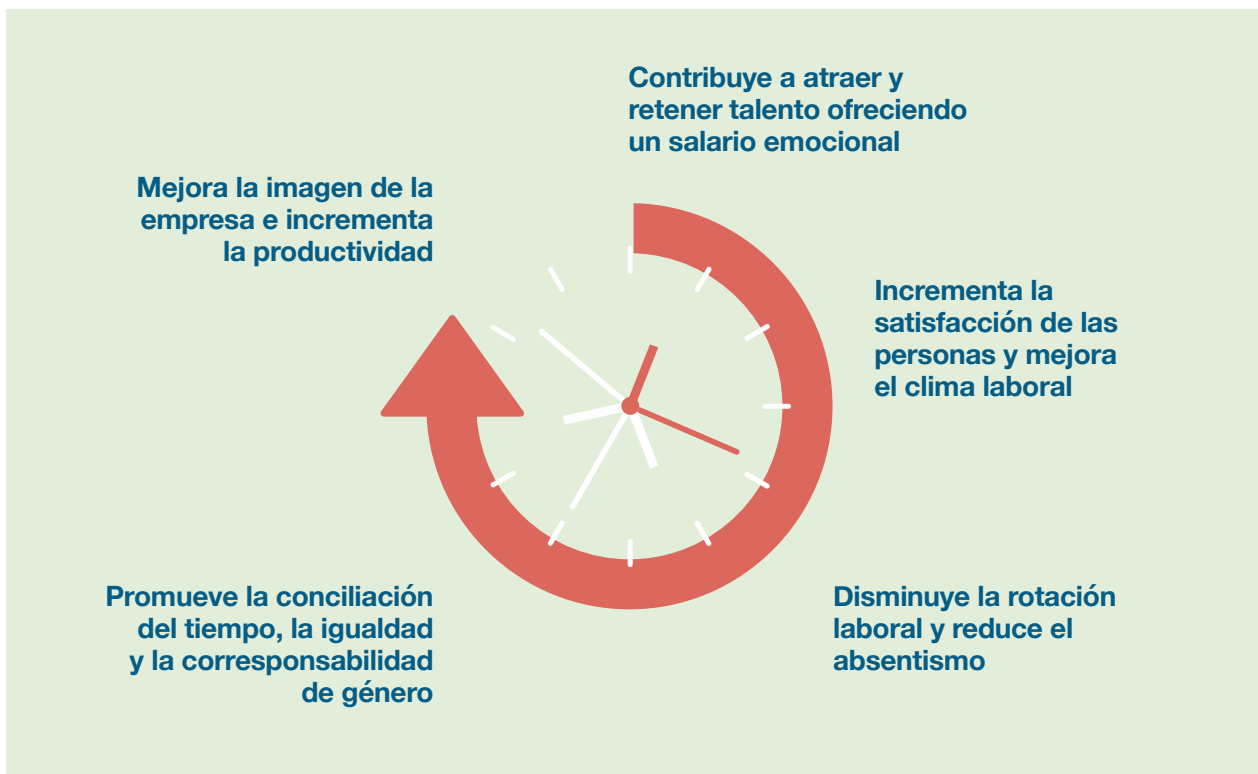 Contribuye a atraer y
retener talento ofreciendo
un salario emocional
Incrementa la
satisfacción de las
personas y mejora
el clima laboral
Disminuye la rotación
laboral y reduce el
absentismo
Promueve la conciliación
del tiempo, la igualdad
y la corresponsabilidad
de género
Mejora la imagen de la
empresa e incrementa
la productividad